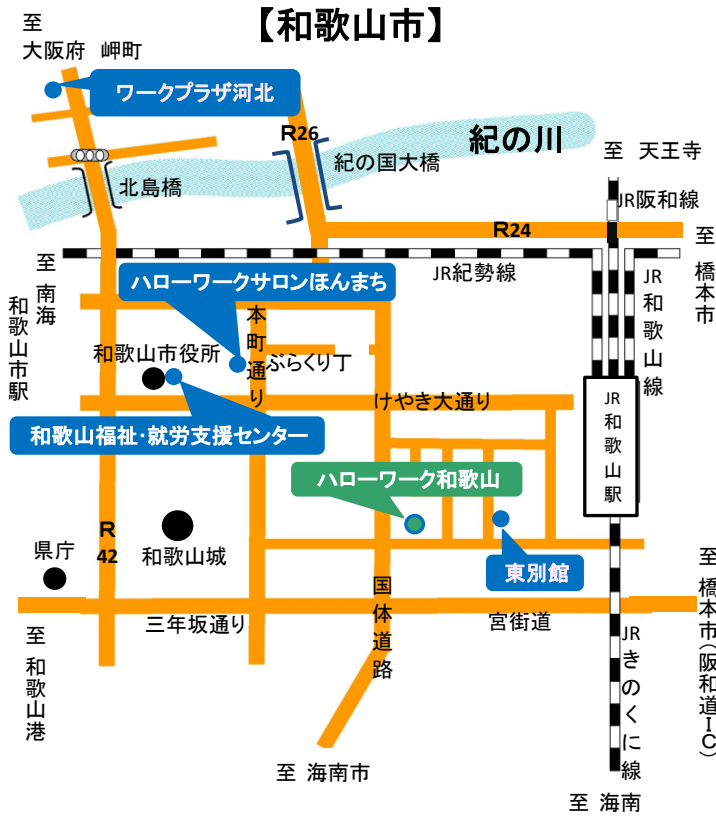 【和歌山市】
至
大阪府 岬町
ワークプラザ河北
R26
紀の川
紀の国大橋
北島橋
至 天王寺
JR阪和線
R24
至 橋本市
JR紀勢線
至 南海
和歌山市駅
ハローワークサロンほんまち
本町通り
JR和歌山線
和歌山市役所
ぶらくり丁
けやき大通り
JR和歌山駅
和歌山福祉・就労支援センター
ハローワーク和歌山
R
42
和歌山城
県庁
東別館
至 橋本市(阪和道IC)
国体道路
三年坂通り
宮街道
至 和歌山港
JRきのくに線
至 海南市
至 海南